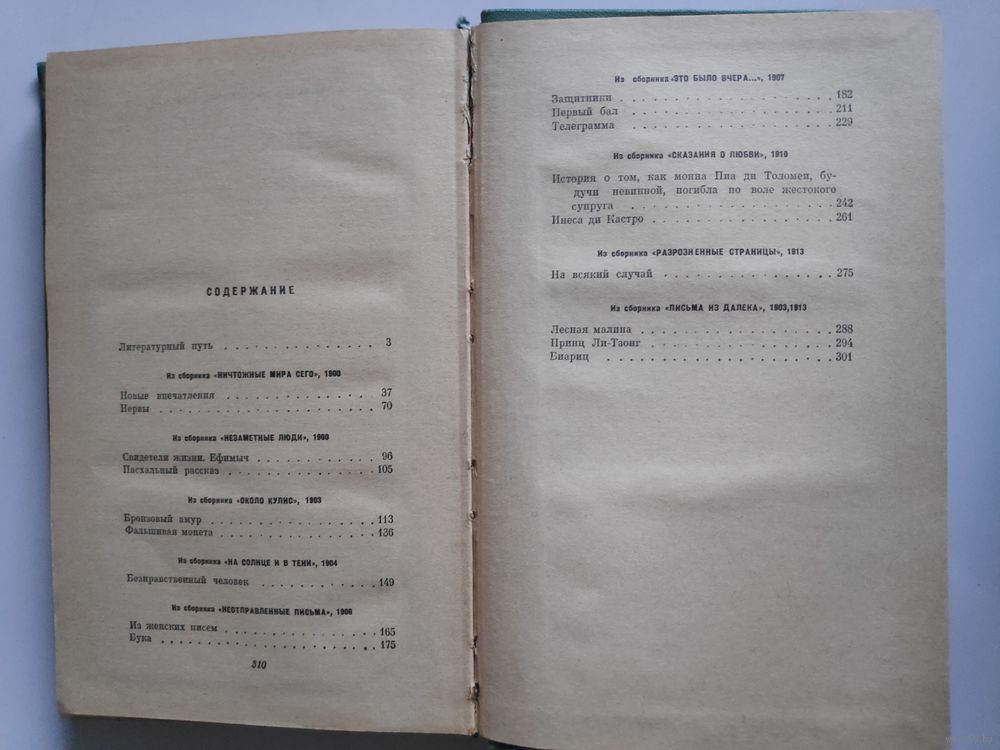 СОДЕРЖАНИЕ
Литературный путь . . . . . . . . . . . . . 3
Из сборника «НИЧТОЖНЫЕ МИРА СЕГО», 1900
Новые впечатления . . . . . . . . . . . . 37
Нервы . . . . . . . . . . . . . . . . . . . 70
Из сборника «НЕЗАМЕТНЫЕ ЛЮДИ», 1900
Свидетели жизни. Ефимыч . . . . . . . . . 96
Пасхальный рассказ . . . . . . . . . . . . 105
Из сборника «ОКОЛО КУЛИС», 1903
Бронзовый амур . . . . . . . . . . . . . . 113
Фальшивая монета . . . . . . . . . . . . . 136
Из сборника «НА СОЛНЦЕ И В ТЕНИ», 1904
Безнравственный человек . . . . . . . . . 149
Из сборника «НЕОТПРАВЛЕННЫЕ ПИСЬМА», 1906
Из женских писем . . . . . . . . . . . . . 165
Бука . . . . . . . . . . . . . . . . . . . 175
310
Из сборника «ЭТО БЫЛО ВЧЕРА...», 1907
Защитники . . . . . . . . . . . . . . . . . 182
Первый бал . . . . . . . . . . . . . . . . 211
Телеграмма . . . . . . . . . . . . . . . . 229
Из сборника «СКАЗАНИЯ О ЛЮБВИ», 1910
История о том, как монна Пиа ди Толомеи, бу-
дучи невинной, погибла по воле жестокого
супруга . . . . . . . . . . . . . . . . 242
Инеса ди Кастро . . . . . . . . . . . . . . 261
Из сборника «РАЗРОЗНЕННЫЕ СТРАНИЦЫ», 1913
На всякий случай . . . . . . . . . . . . . 275
Из сборника «ПИСЬМА ИЗ ДАЛЕКА», 1903,1913
Лесная малина . . . . . . . . . . . . . . . 288
Принц Ли-Тзонг . . . . . . . . . . . . . . 294
Биариц . . . . . . . . . . . . . . . . . . 301